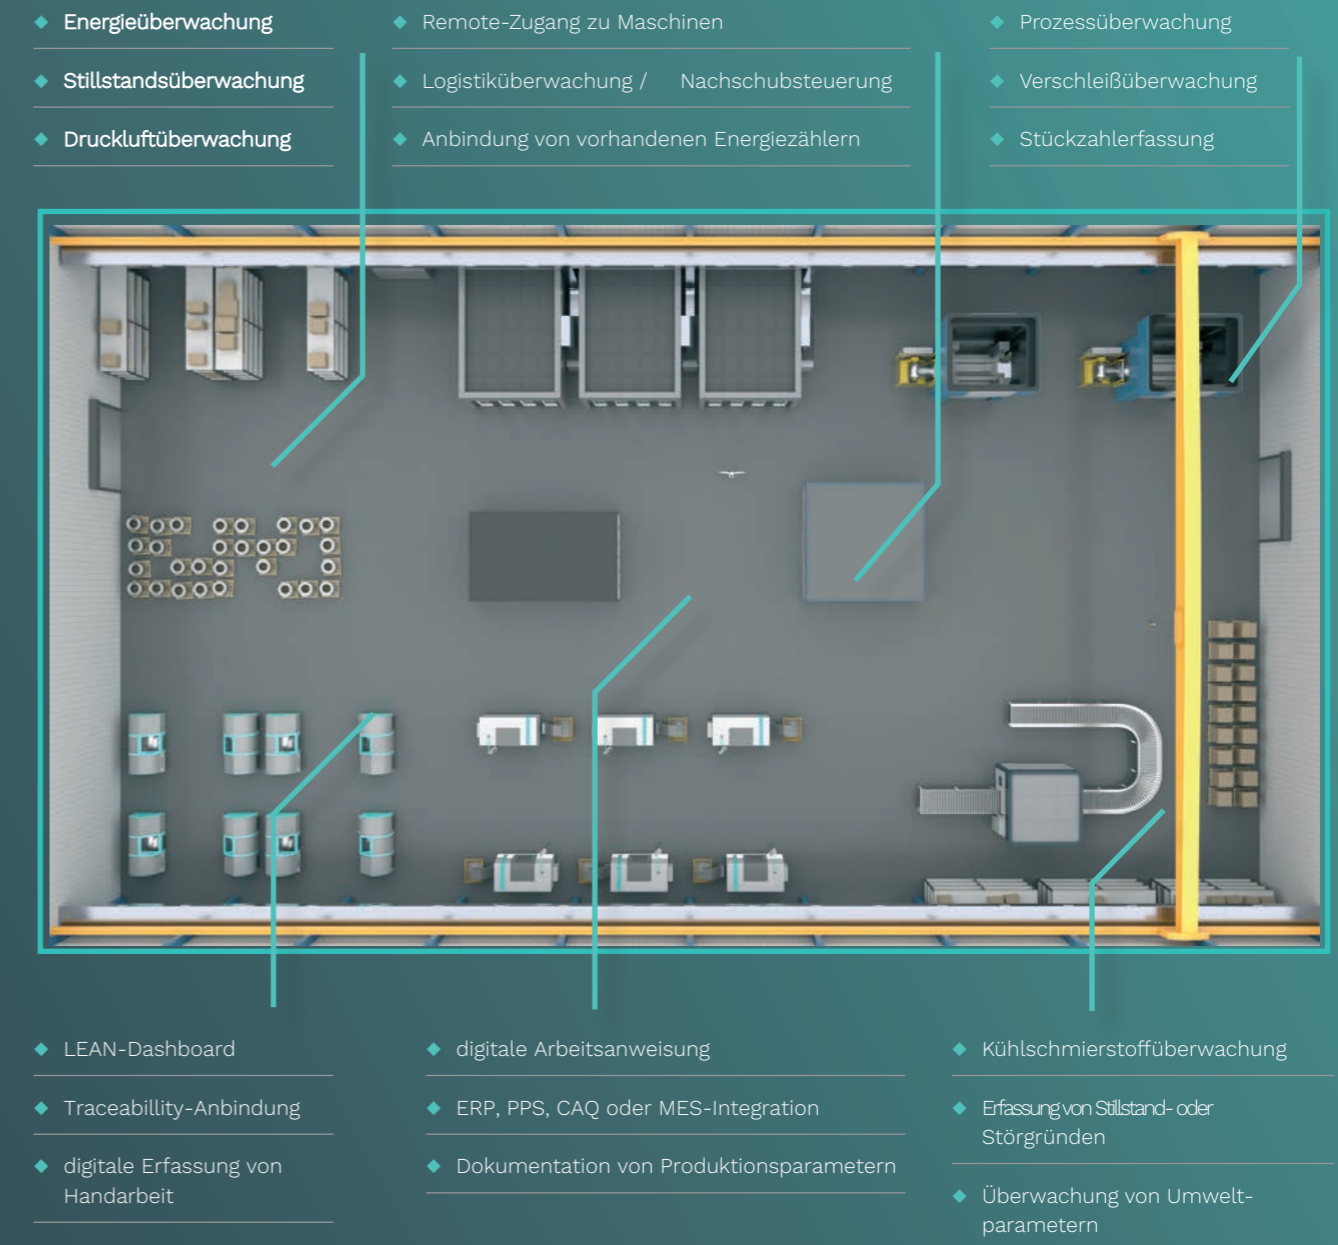 Energieüberwachung
Stillstandsüberwachung
Druckluftüberwachung
Remote-Zugang zu Maschinen
Logistiküberwachung / Nachschubsteuerung
Anbindung von vorhandenen Energiezählern
Prozessüberwachung
Verschleißüberwachung
Stückzahlerfassung
LEAN-Dashboard
Traceabillity-Anbindung
digitale Erfassung von
Handarbeit
digitale Arbeitsanweisung
ERP, PPS, CAQ oder MES-Integration
Dokumentation von Produktionsparametern
Kühlschmierstoffüberwachung
Erfassung von Stillstand- oder
Störgründen
Überwachung von Umwelt-
parametern